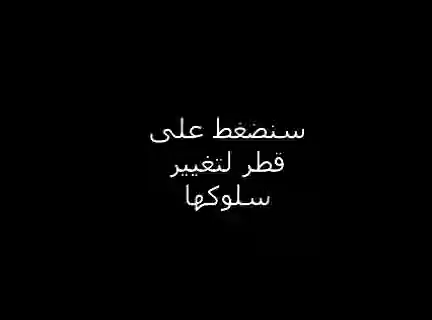 سنضغط على
قطر لتغيير
سلوكها